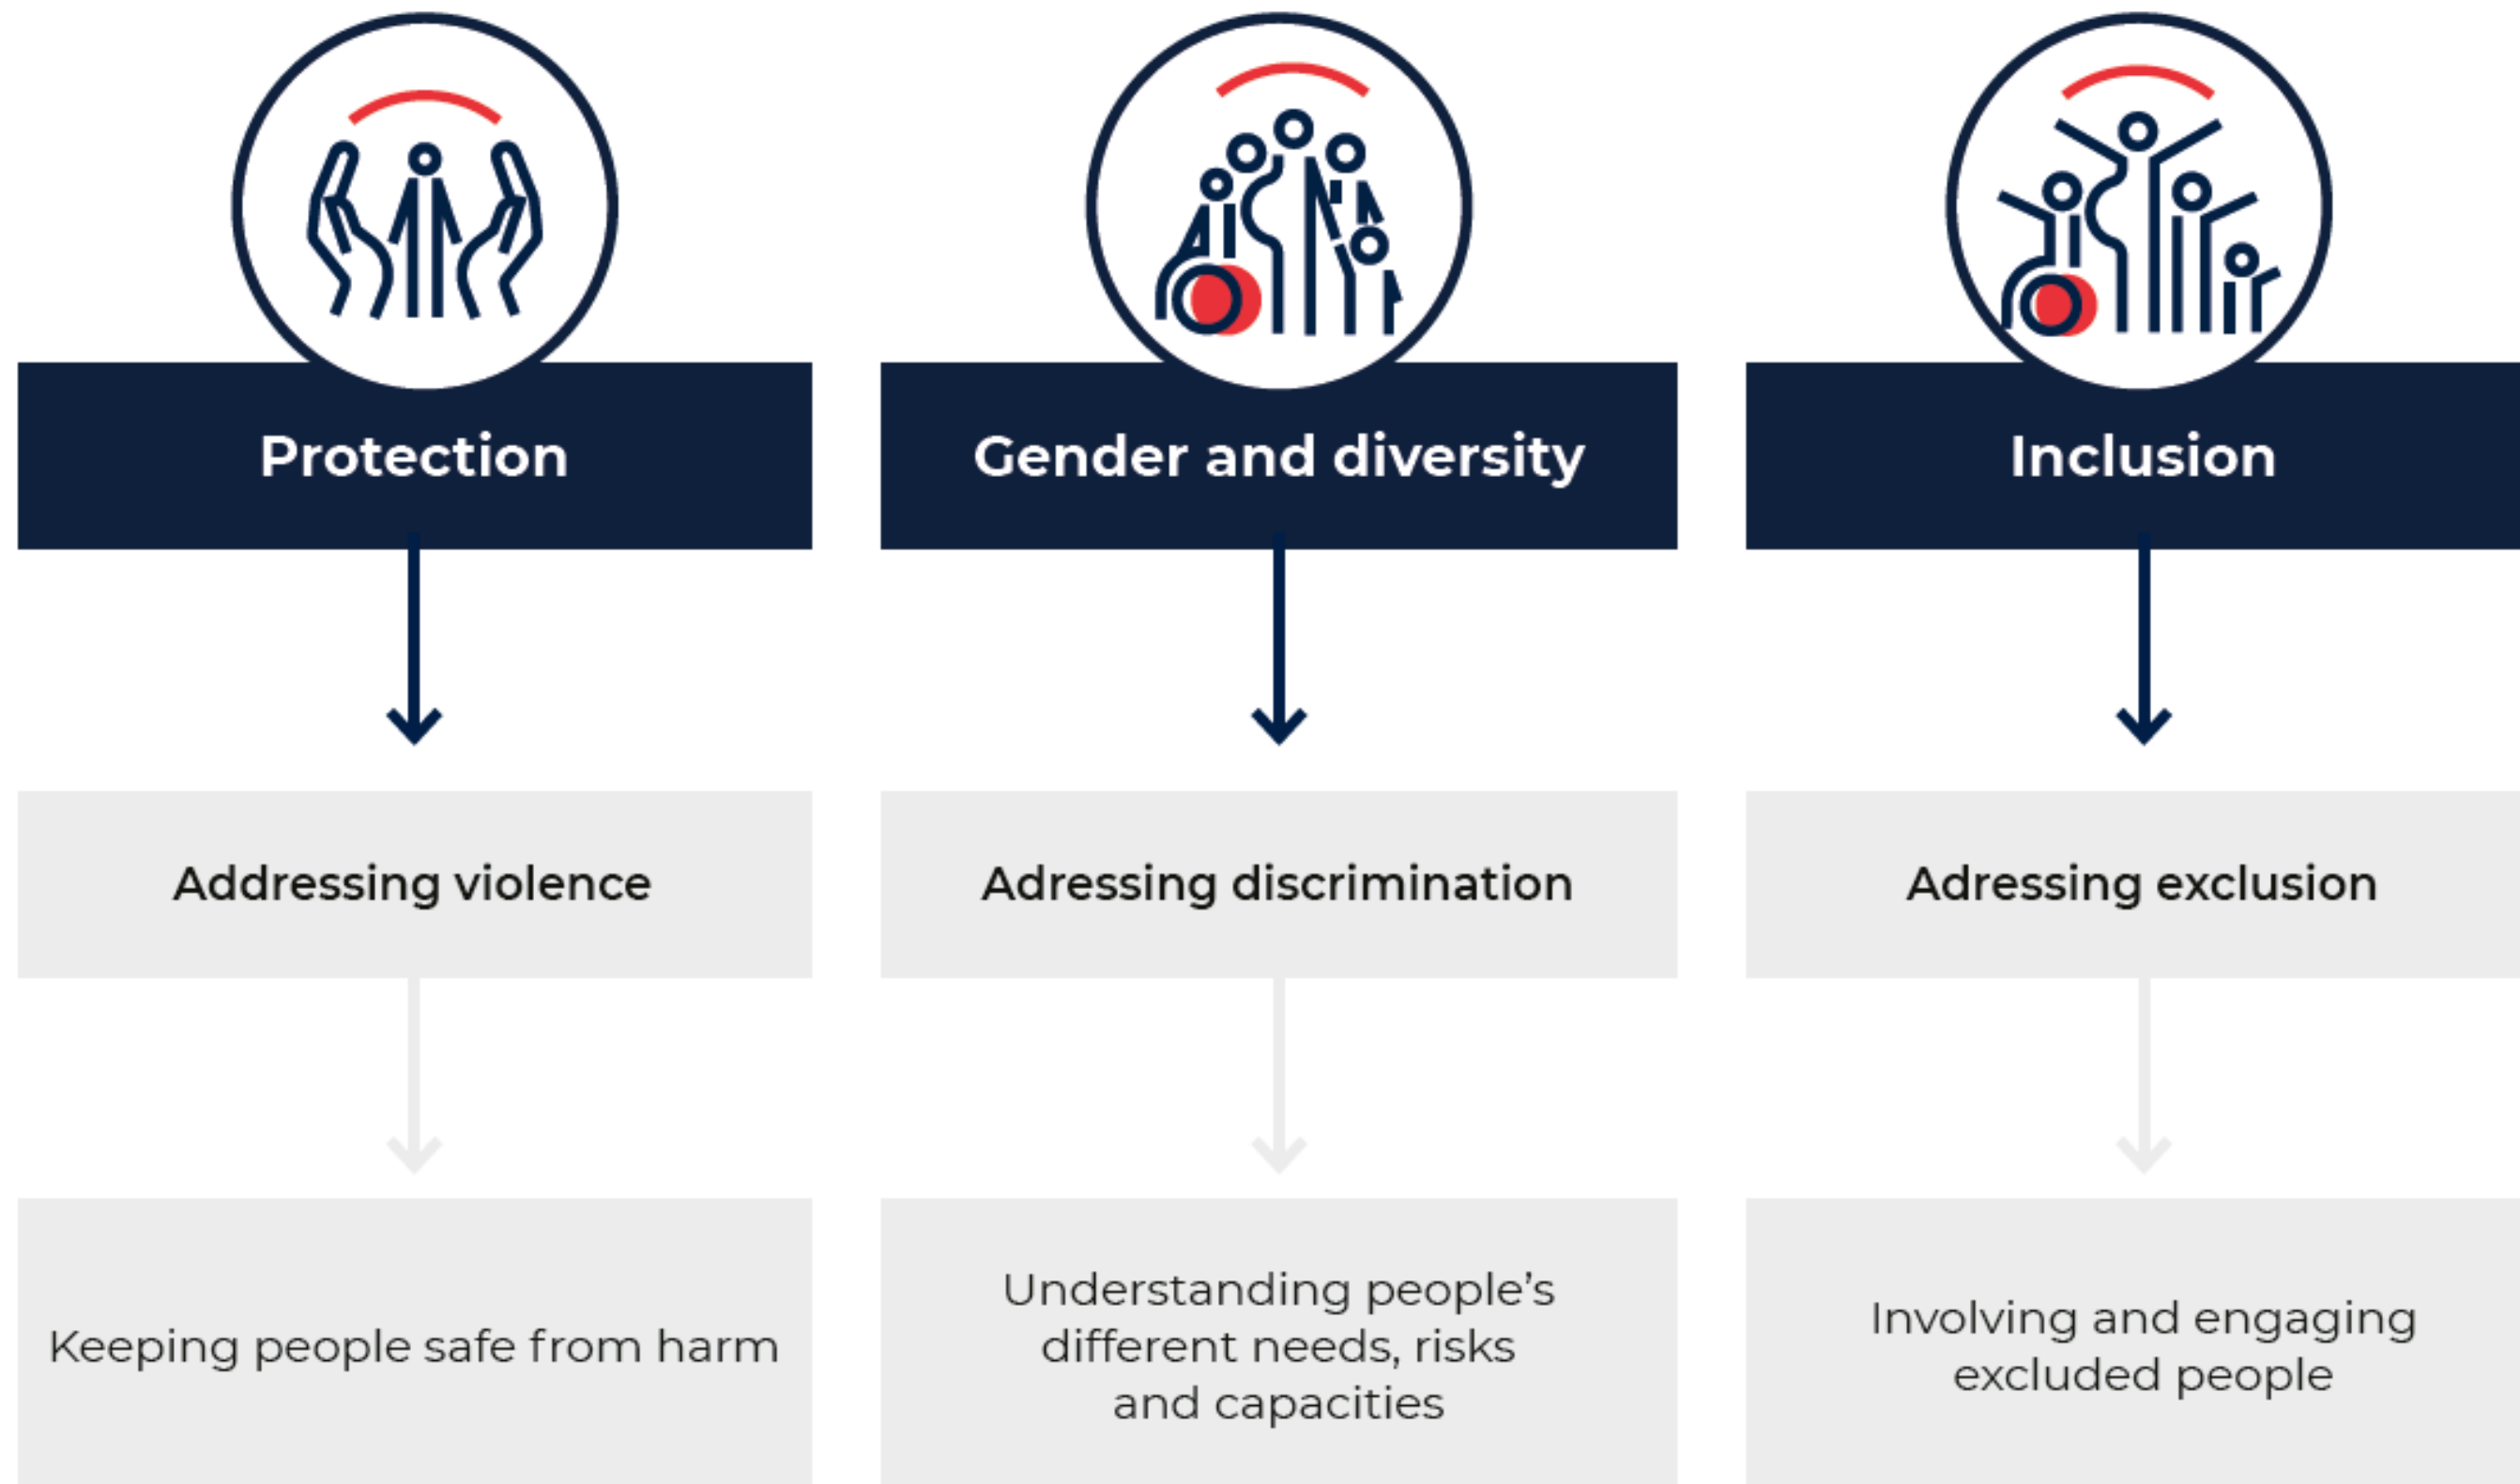 Protection
Gender and diversity
Inclusion
Addressing violence
Adressing discrimination
Adressing exclusion
Keeping people safe from harm
Understanding people’s
different needs, risks
and capacities
Involving and engaging
excluded people